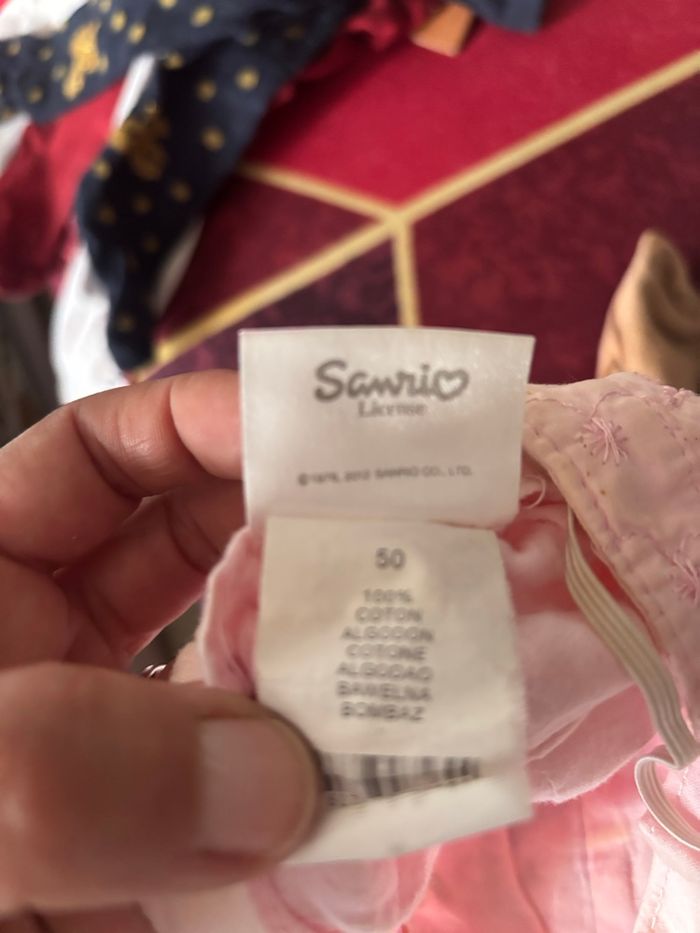 Sanrio
License
©1976, 2012 SANRIO CO., LTD.
50
100%
COTON
ALGODON
COTONE
ALGODAO
BAWELNA
BOMBAZ